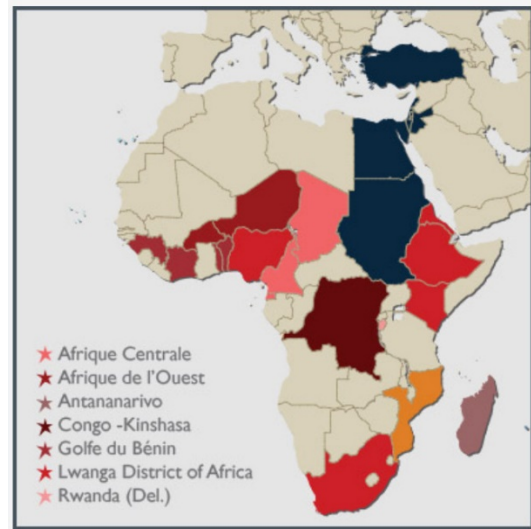 Afrique Centrale
Afrique de l'Ouest
Antananarivo
Congo -Kinshasa
Golfe du Bénin
Lwanga District of Africa
Rwanda (Del.)